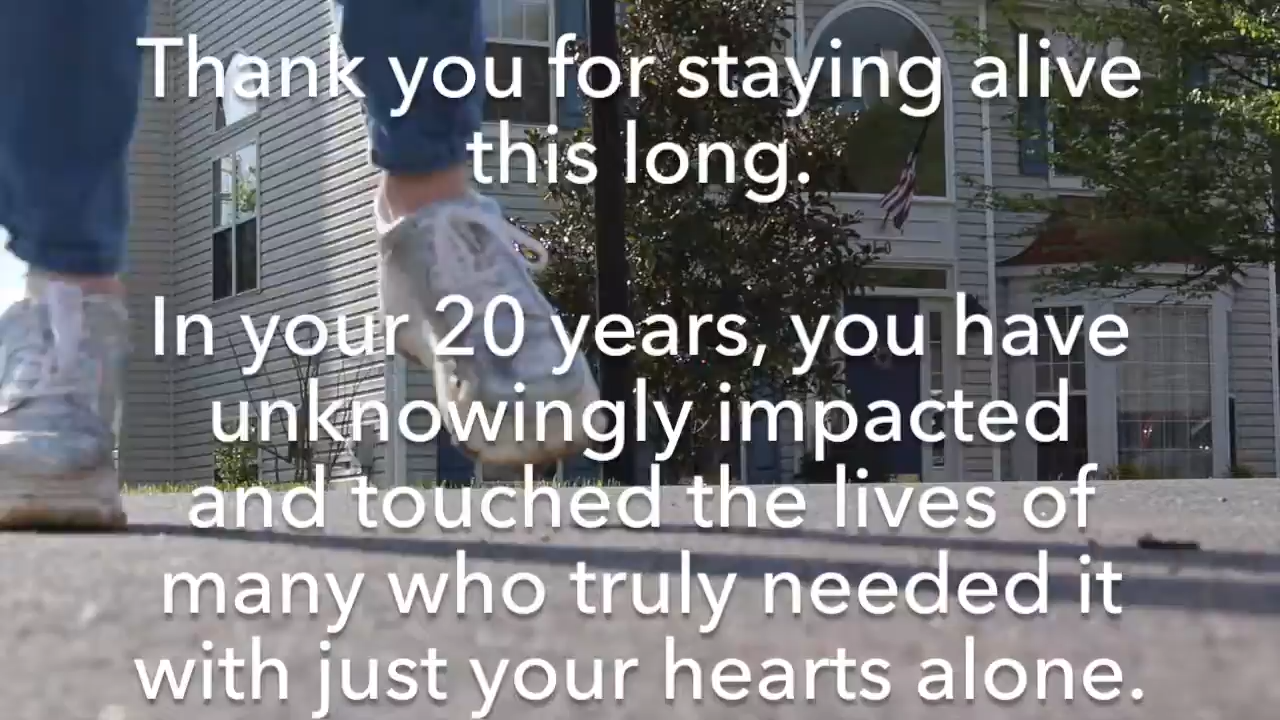 Thank you for staying alive
this long.
In your 20 years, you have
unknowingly impacted
and touched the lives of
many who truly needed it
with just your hearts alone.